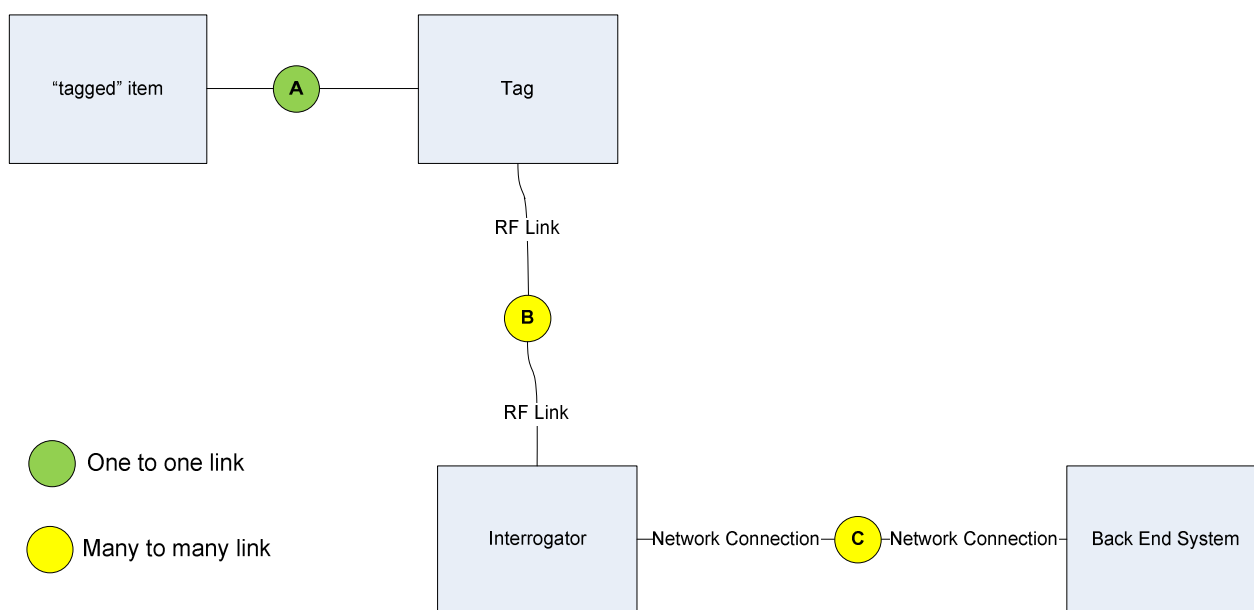 “tagged” item
A
Tag
RF Link
B
RF Link
One to one link
Many to many link
Interrogator
Network Connection
C
Network Connection
Back End System